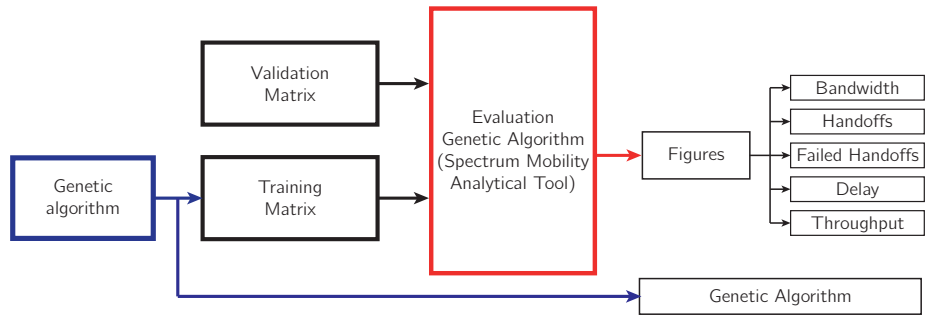 Genetic
algorithm
Validation
Matrix
Training
Matrix
Evaluation
Genetic Algorithm
(Spectrum Mobility
Analytical Tool)
Figures
Bandwidth
Handoffs
Failed Handoffs
Delay
Throughput
Genetic Algorithm